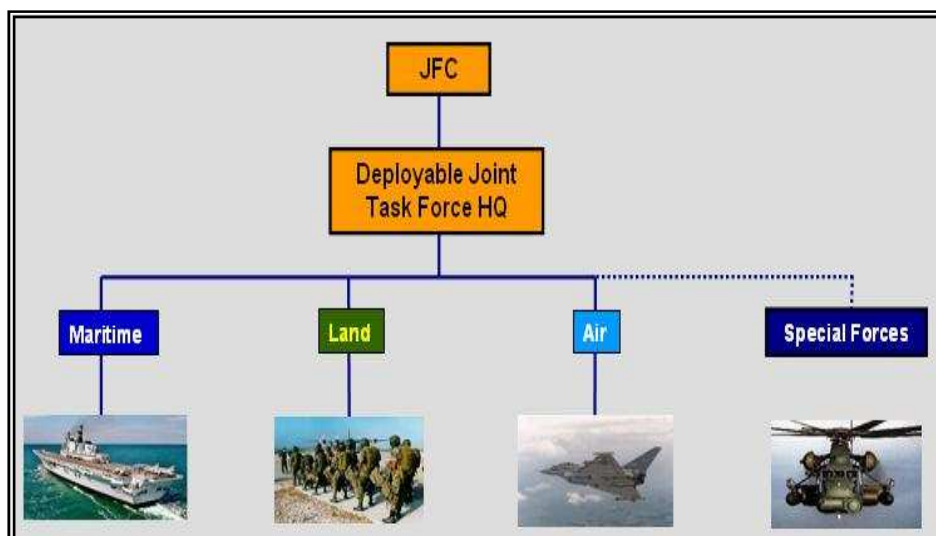 JFC
Deployable Joint
Task Force HQ
Maritime
Land
Air
Special Forces